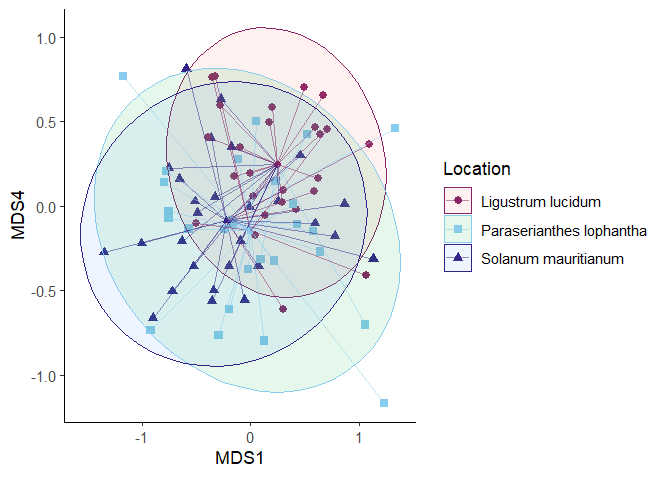 1.0
0.5
0.0
-0.5
-1.0
MDS4
-1
0
1
MDS1
Location
Ligustrum lucidum
Paraserianthes lophantha
Solanum mauritianum